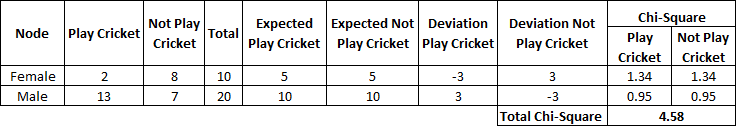 Node Play Cricket Not Play Cricket Total Expected Play Cricket Expected Not Play Cricket Deviation Play Cricket Deviation Not Play Cricket Chi-Square
Play Cricket Not Play Cricket
Female 2 8 10 5 5 -3 3 1.34 1.34
Male 13 7 20 10 10 3 -3 0.95 0.95
Total Chi-Square 4.58